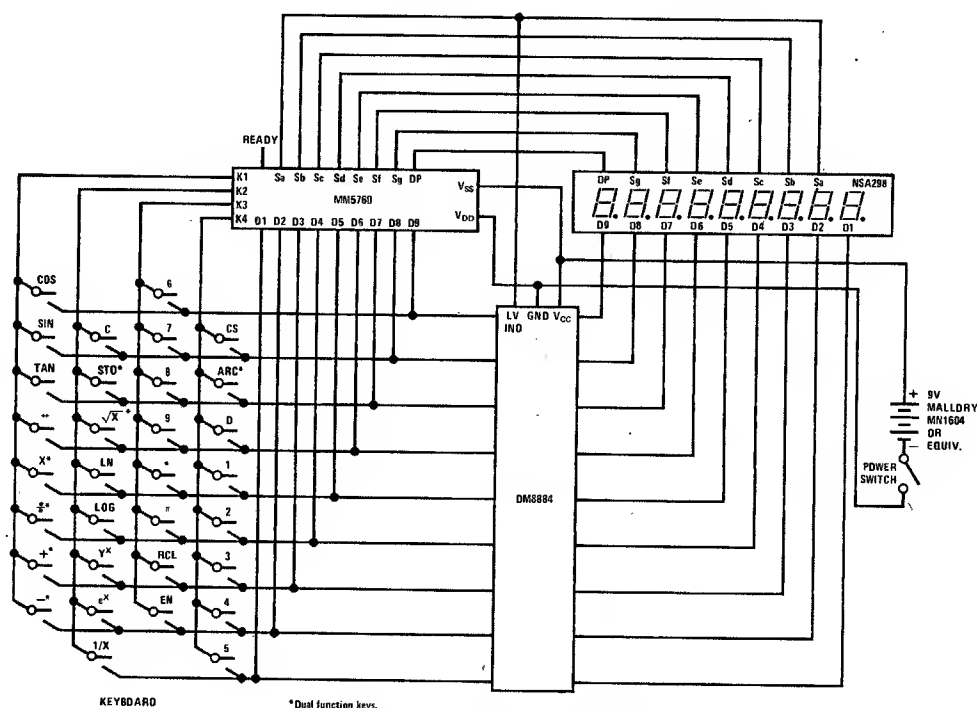 READY
K1
K2
K3
K4
Sa Sb Sc Sd Se Sf Sg DP
MM5760
VSS
VDD
D1 D2 D3 D4 D5 D6 D7 D8 D9
DP Sg Sf Se Sd Sc Sb Sa NSA298
D9 D8 D7 D6 D5 D4 D3 D2 D1
LV IND
GND
VCC
DM8884
COS
6
SIN
C
7
CS
TAN
STO*
8
ARC*
÷
√X *
9
D
X*
LN
•
1
LOG
π
2
+*
Y^X
RCL
3
-*
e^X
EN
4
1/X
5
+ 9V
MALLORY
MN1604
OR
EQUIV.
−
POWER
SWITCH
KEYBOARD
*Dual function keys.